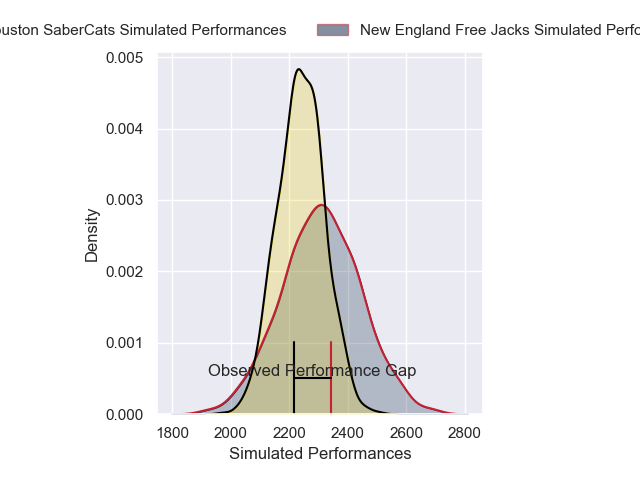 uston SaberCats Simulated Performances
New England Free Jacks Simulated Perfo
0.005
0.004
0.003
0.002
0.001
0.000
Density
Observed Performance Gap
1800 2000 2200 2400 2600 2800
Simulated Performances